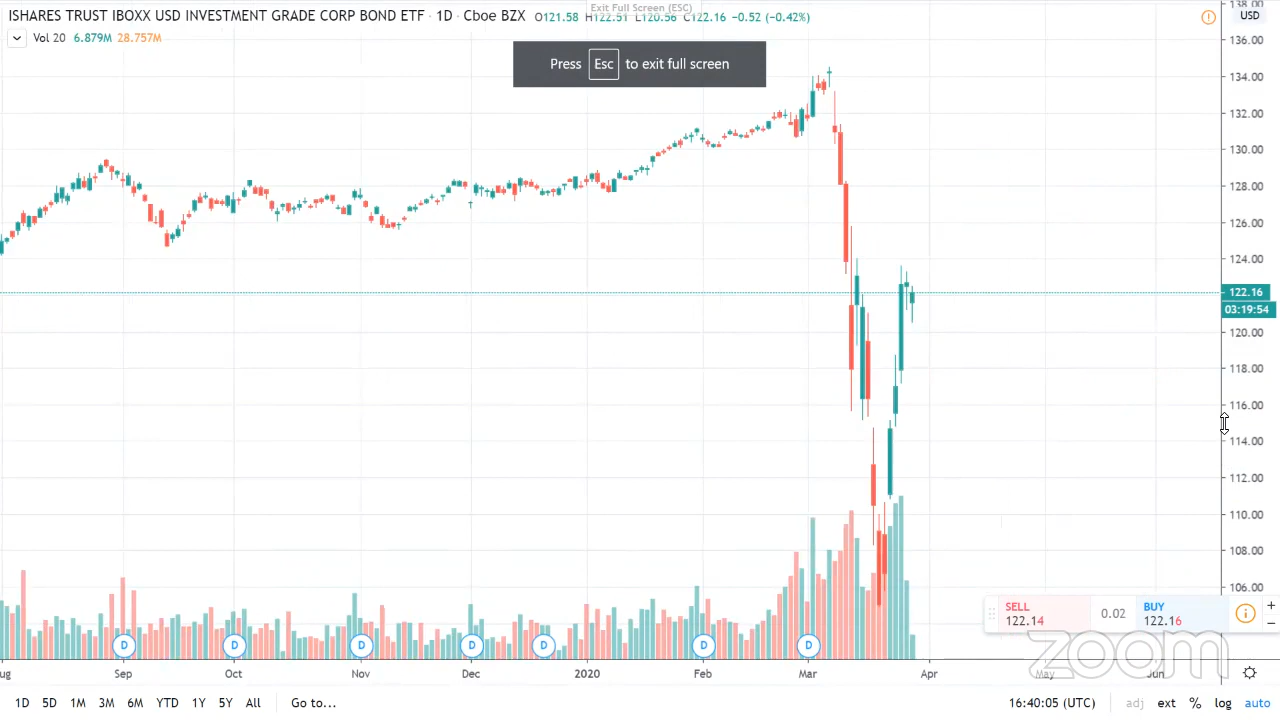 ISHARES TRUST IBOXX USD INVESTMENT GRADE CORP BOND ETF · 1D · Cboe BZX O121.58 H122.51 L120.56 C122.16 −0.52 (−0.42%)
Exit Full Screen (ESC)
138.00
USD
Vol 20 6.879M 28.757M
136.00
Press Esc to exit full screen
134.00
132.00
130.00
128.00
126.00
124.00
122.16
03:19:54
120.00
118.00
116.00
114.00
112.00
110.00
108.00
106.00
SELL 122.14
0.02
BUY 122.16
+
−
D D D D D D
zoom
ug Sep Oct Nov Dec 2020 Feb Mar Apr May Jun
1D 5D 1M 3M 6M YTD 1Y 5Y All Go to... 16:40:05 (UTC) adj ext % log auto